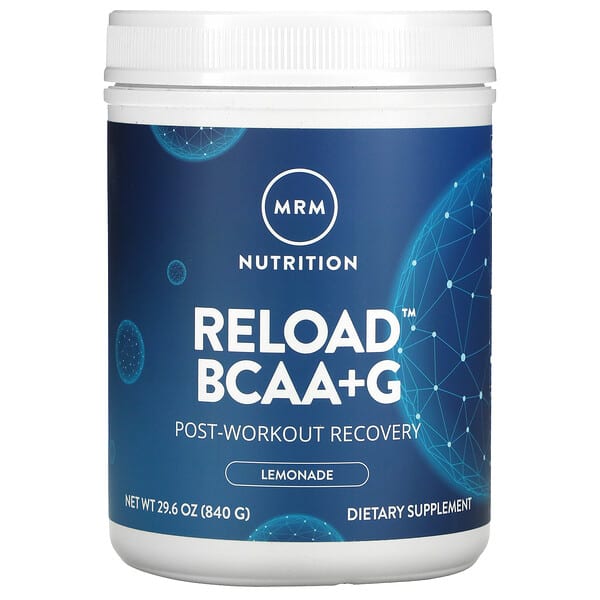 MRM
NUTRITION
RELOAD™
BCAA+G
POST-WORKOUT RECOVERY
LEMONADE
NET WT 29.6 OZ (840 G) DIETARY SUPPLEMENT